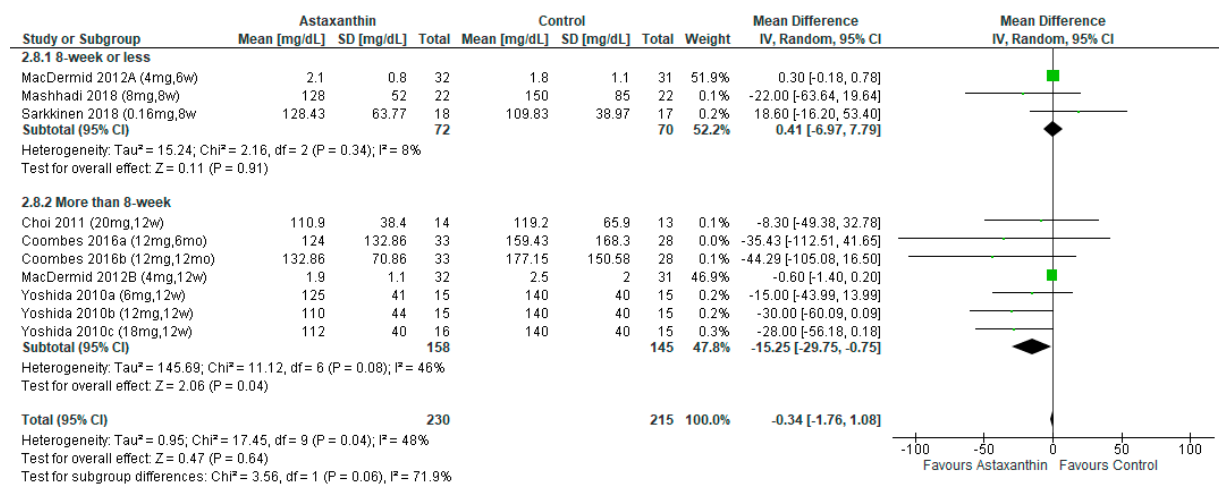 Astaxanthin Control Mean Difference Mean Difference
Study or Subgroup Mean [mg/dL] SD [mg/dL] Total Mean [mg/dL] SD [mg/dL] Total Weight IV, Random, 95% CI IV, Random, 95% CI
2.8.1 8-week or less
MacDermid 2012A (4mg,6w) 2.1 0.8 32 1.8 1.1 31 51.9% 0.30 [-0.18, 0.78]
Mashhadi 2018 (8mg,8w) 128 52 22 150 85 22 0.1% -22.00 [-63.64, 19.64]
Sarkkinen 2018 (0.16mg,8w 128.43 63.77 18 109.83 38.97 17 0.2% 18.60 [-16.20, 53.40]
Subtotal (95% CI) 72 70 52.2% 0.41 [-6.97, 7.79]
Heterogeneity: Tau² = 15.24; Chi² = 2.16, df = 2 (P = 0.34); I² = 8%
Test for overall effect: Z = 0.11 (P = 0.91)
2.8.2 More than 8-week
Choi 2011 (20mg,12w) 110.9 38.4 14 119.2 65.9 13 0.1% -8.30 [-49.38, 32.78]
Coombes 2016a (12mg,6mo) 124 132.86 33 159.43 168.3 28 0.0% -35.43 [-112.51, 41.65]
Coombes 2016b (12mg,12mo) 132.86 70.86 33 177.15 150.58 28 0.1% -44.29 [-105.08, 16.50]
MacDermid 2012B (4mg,12w) 1.9 1.1 32 2.5 2 31 46.9% -0.60 [-1.40, 0.20]
Yoshida 2010a (6mg,12w) 125 41 15 140 40 15 0.2% -15.00 [-43.99, 13.99]
Yoshida 2010b (12mg,12w) 110 44 15 140 40 15 0.2% -30.00 [-60.09, 0.09]
Yoshida 2010c (18mg,12w) 112 40 16 140 40 15 0.3% -28.00 [-56.18, 0.18]
Subtotal (95% CI) 158 145 47.8% -15.25 [-29.75, -0.75]
Heterogeneity: Tau² = 145.69; Chi² = 11.12, df = 6 (P = 0.08); I² = 46%
Test for overall effect: Z = 2.06 (P = 0.04)
Total (95% CI) 230 215 100.0% -0.34 [-1.76, 1.08]
Heterogeneity: Tau² = 0.95; Chi² = 17.45, df = 9 (P = 0.04); I² = 48%
Test for overall effect: Z = 0.47 (P = 0.64)
Test for subgroup differences: Chi² = 3.56, df = 1 (P = 0.06), I² = 71.9%
-100 -50 0 50 100
Favours Astaxanthin Favours Control